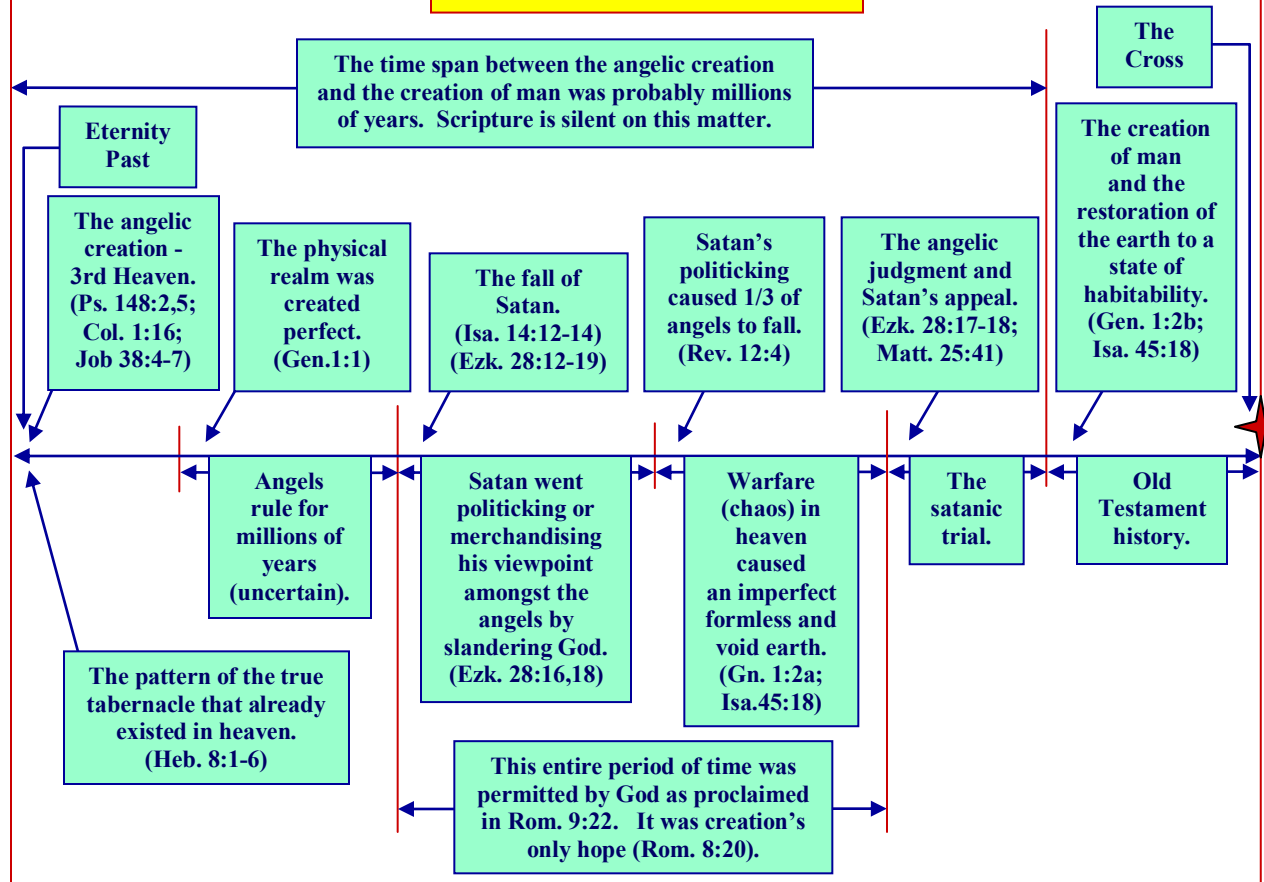 The time span between the angelic creation
and the creation of man was probably millions
of years. Scripture is silent on this matter.
The
Cross
Eternity
Past
The angelic
creation -
3rd Heaven.
(Ps. 148:2,5;
Col. 1:16;
Job 38:4-7)
The physical
realm was
created
perfect.
(Gen.1:1)
The fall of
Satan.
(Isa. 14:12-14)
(Ezk. 28:12-19)
Satan’s
politicking
caused 1/3 of
angels to fall.
(Rev. 12:4)
The angelic
judgment and
Satan’s appeal.
(Ezk. 28:17-18;
Matt. 25:41)
The creation
of man
and the
restoration of
the earth to a
state of
habitability.
(Gen. 1:2b;
Isa. 45:18)
Angels
rule for
millions of
years
(uncertain).
Satan went
politicking or
merchandising
his viewpoint
amongst the
angels by
slandering God.
(Ezk. 28:16,18)
Warfare
(chaos) in
heaven
caused
an imperfect
formless and
void earth.
(Gn. 1:2a;
Isa.45:18)
The
satanic
trial.
Old
Testament
history.
The pattern of the true
tabernacle that already
existed in heaven.
(Heb. 8:1-6)
This entire period of time was
permitted by God as proclaimed
in Rom. 9:22. It was creation’s
only hope (Rom. 8:20).